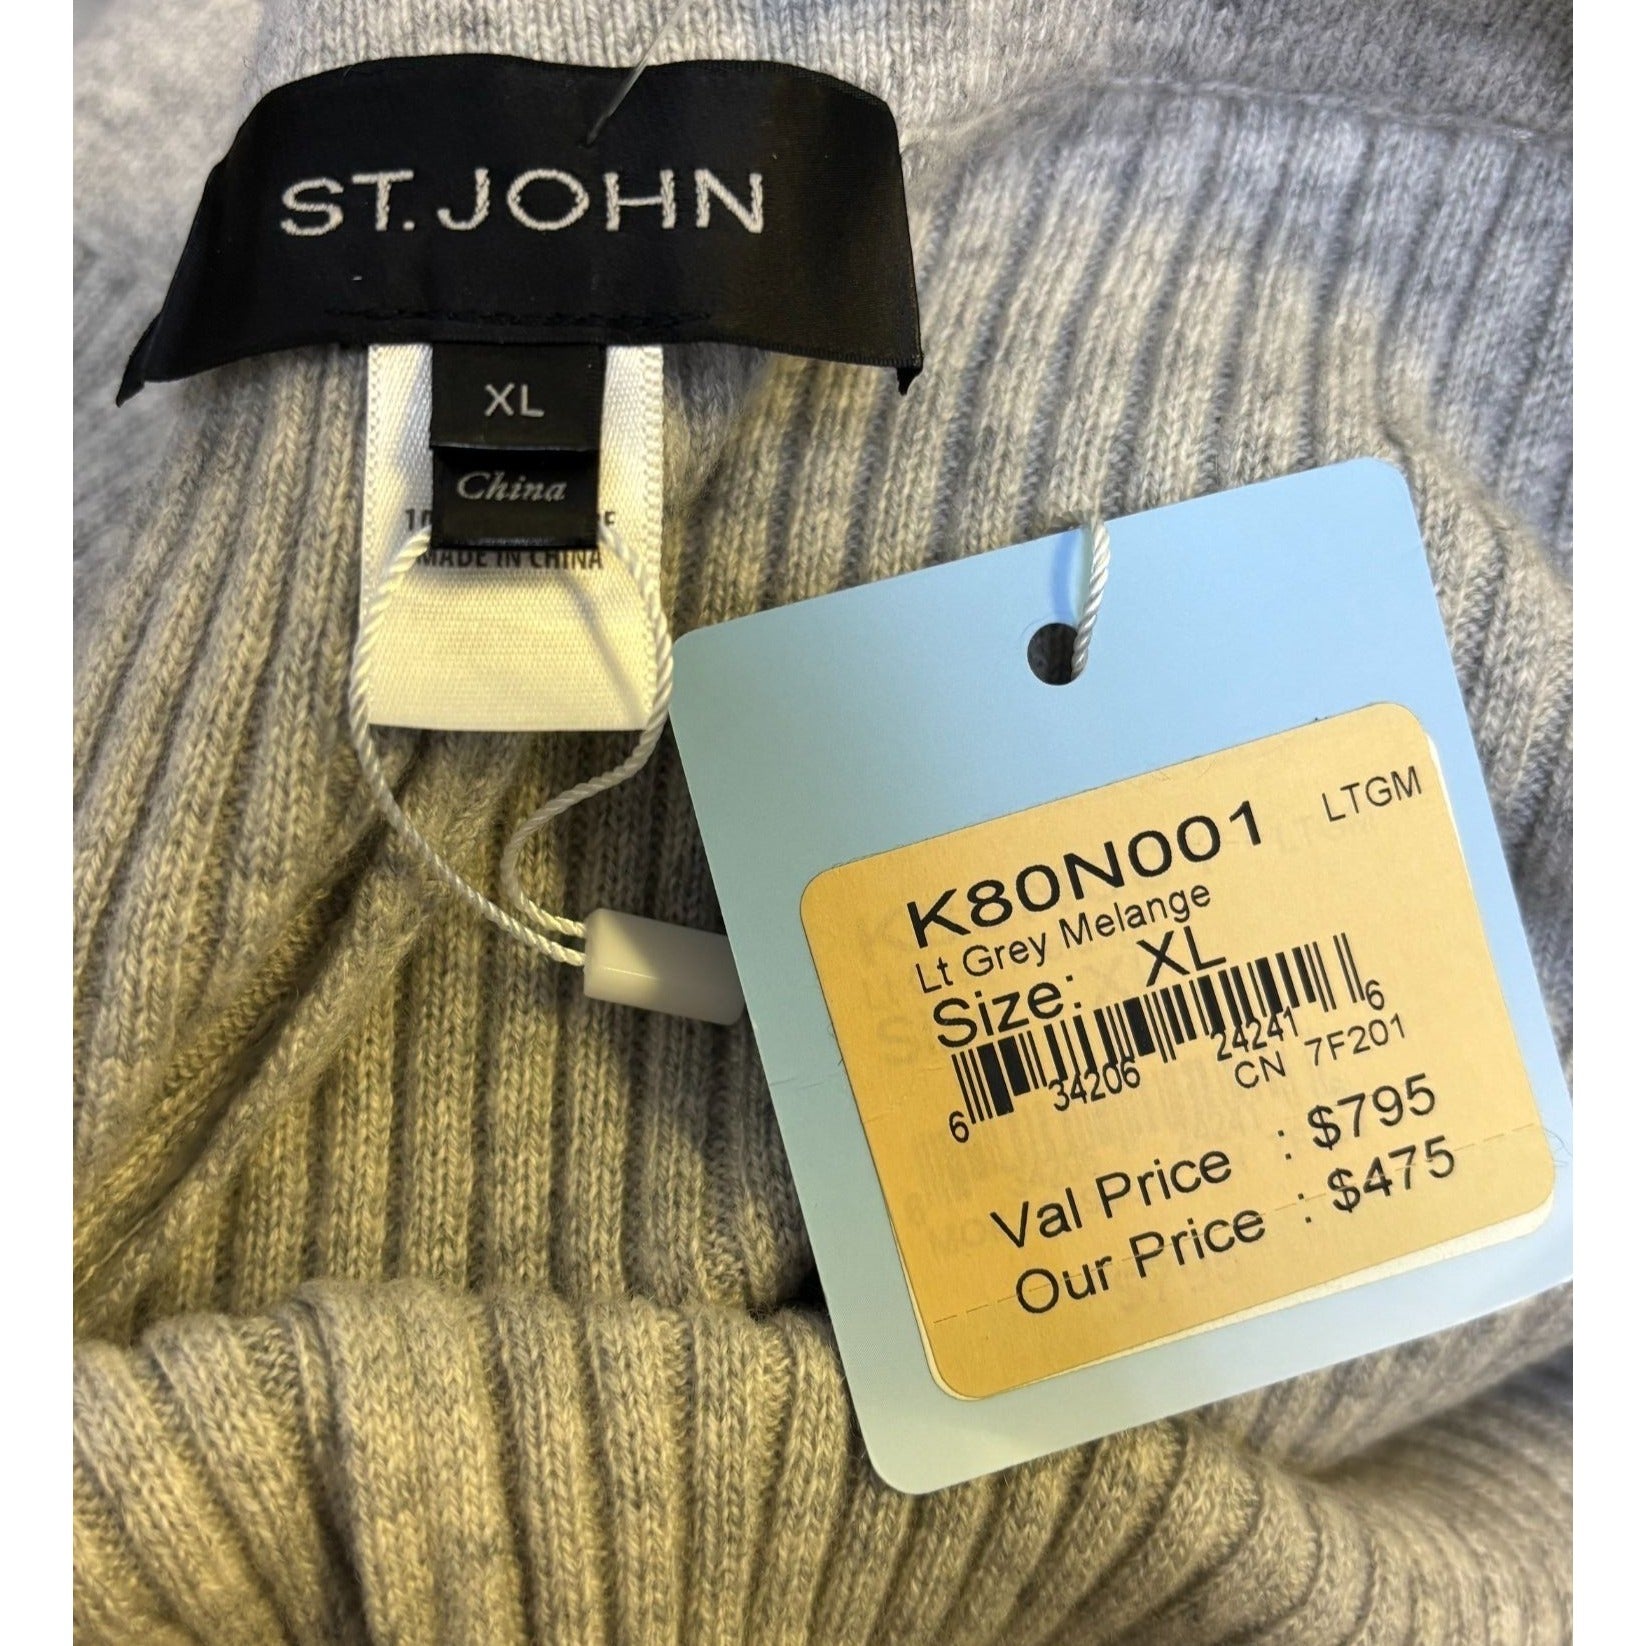 ST. JOHN
XL
China
MADE IN CHINA
K80N001 LTGM
Lt Grey Melange
Size: XL
6 34206 24241 6
CN 7F201
Val Price : $795
Our Price : $475